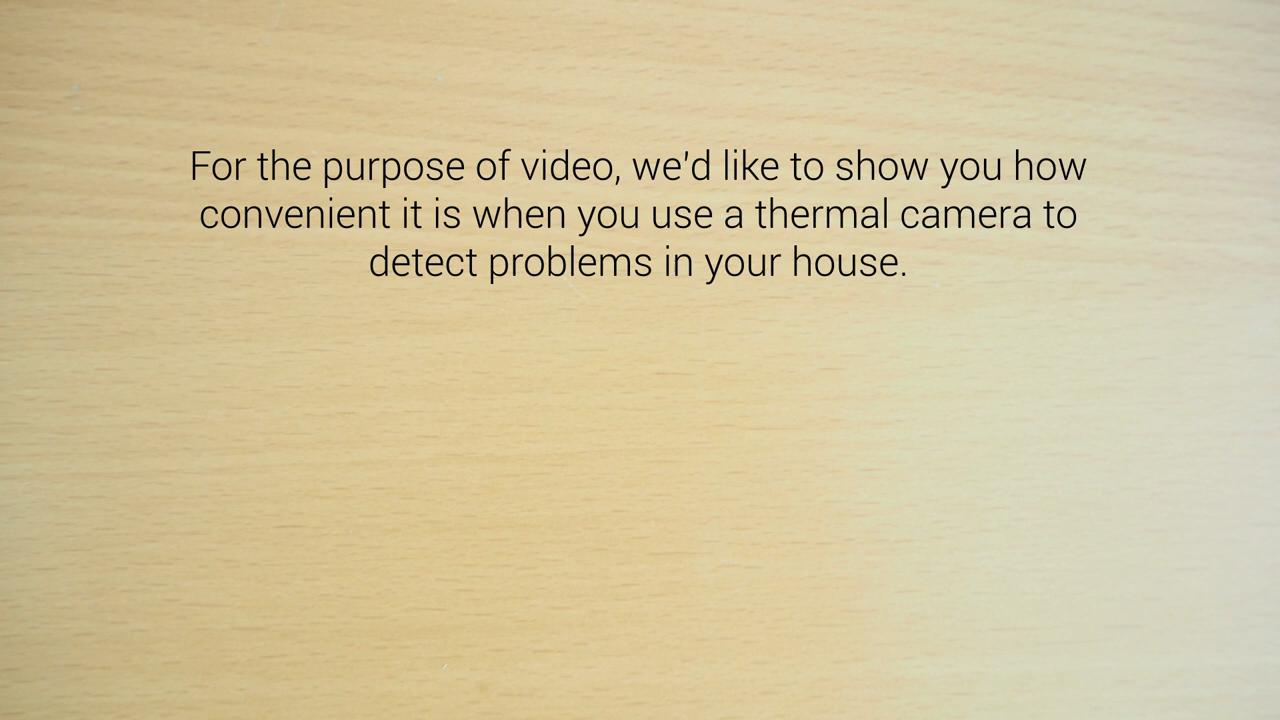 For the purpose of video, we'd like to show you how
convenient it is when you use a thermal camera to
detect problems in your house.